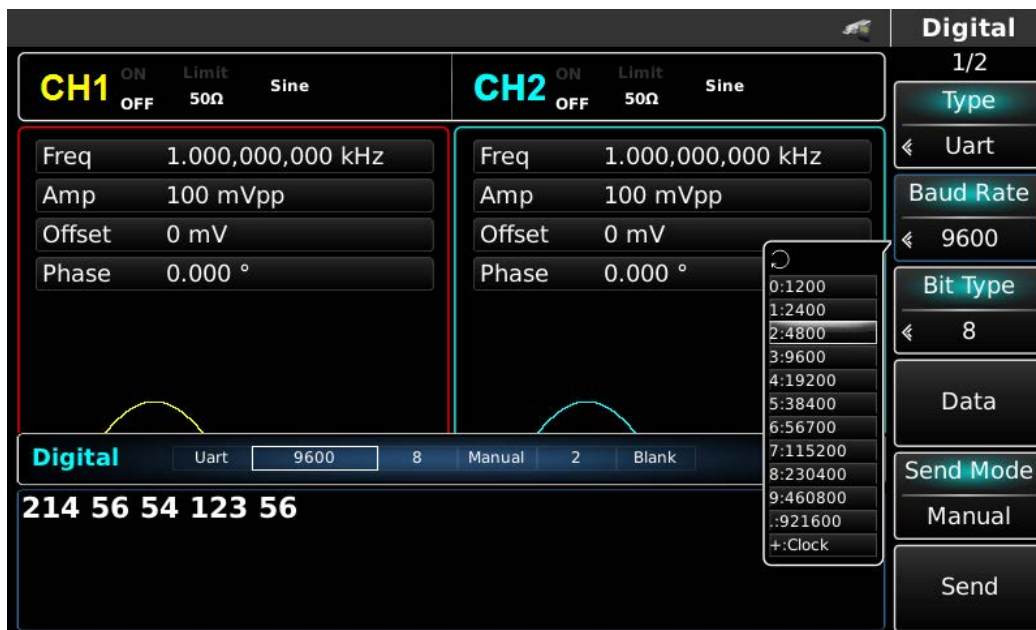 Digital
1/2
CH1 ON OFF Limit 50Ω Sine
CH2 ON OFF Limit 50Ω Sine
Type
Uart
Freq 1.000,000,000 kHz
Amp 100 mVpp
Offset 0 mV
Phase 0.000 °
Freq 1.000,000,000 kHz
Amp 100 mVpp
Offset 0 mV
Phase 0.000 °
Baud Rate
9600
0:1200
1:2400
2:4800
3:9600
4:19200
5:38400
6:56700
7:115200
8:230400
9:460800
.:921600
+:Clock
Bit Type
8
Data
Send Mode
Manual
Send
Digital Uart 9600 8 Manual 2 Blank
214 56 54 123 56